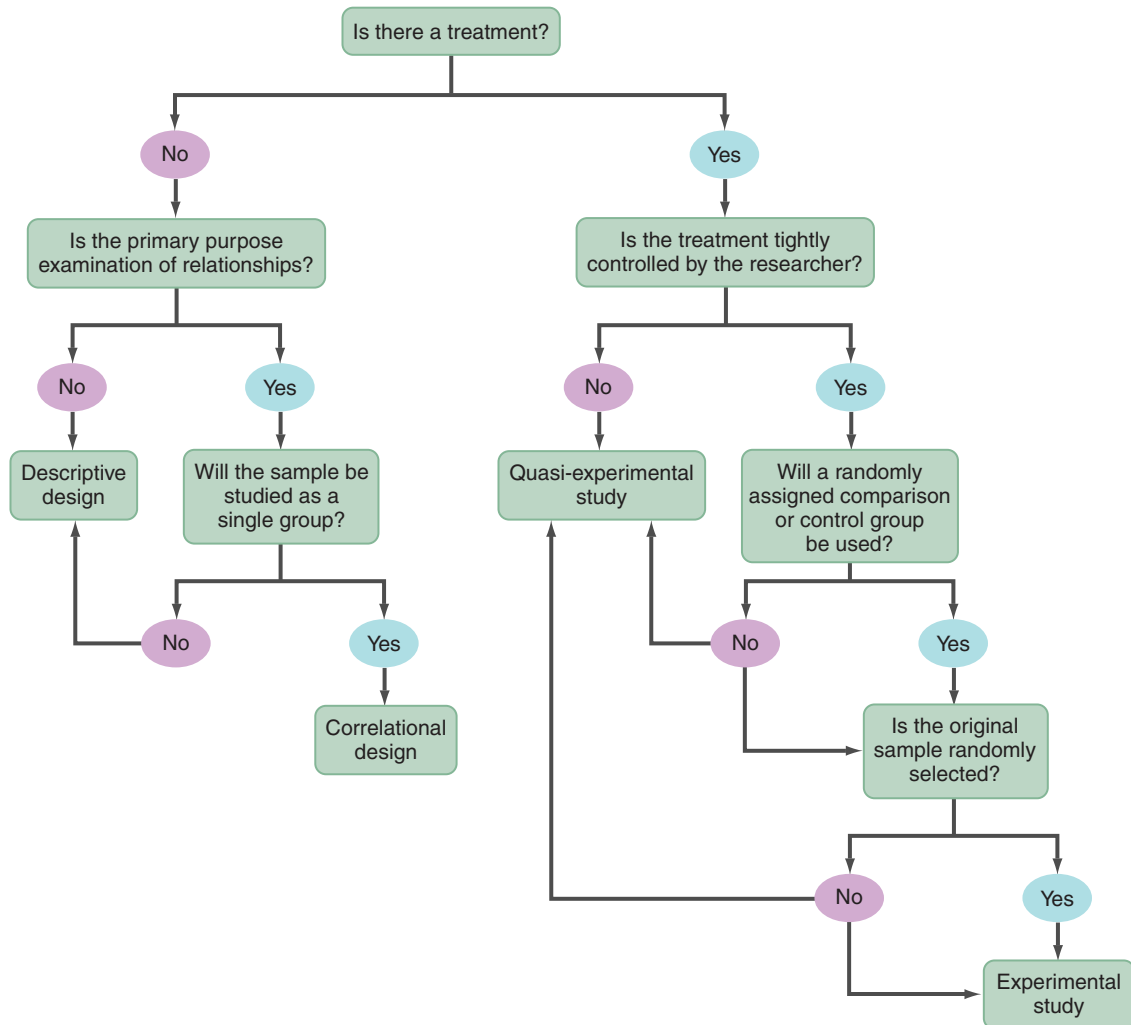 Is there a treatment?
No
Yes
Is the primary purpose
examination of relationships?
Is the treatment tightly
controlled by the researcher?
No
Yes
No
Yes
Descriptive
design
Will the sample be
studied as a
single group?
Quasi-experimental
study
Will a randomly
assigned comparison
or control group
be used?
No
Yes
No
Yes
Correlational
design
Is the original
sample randomly
selected?
No
Yes
Experimental
study